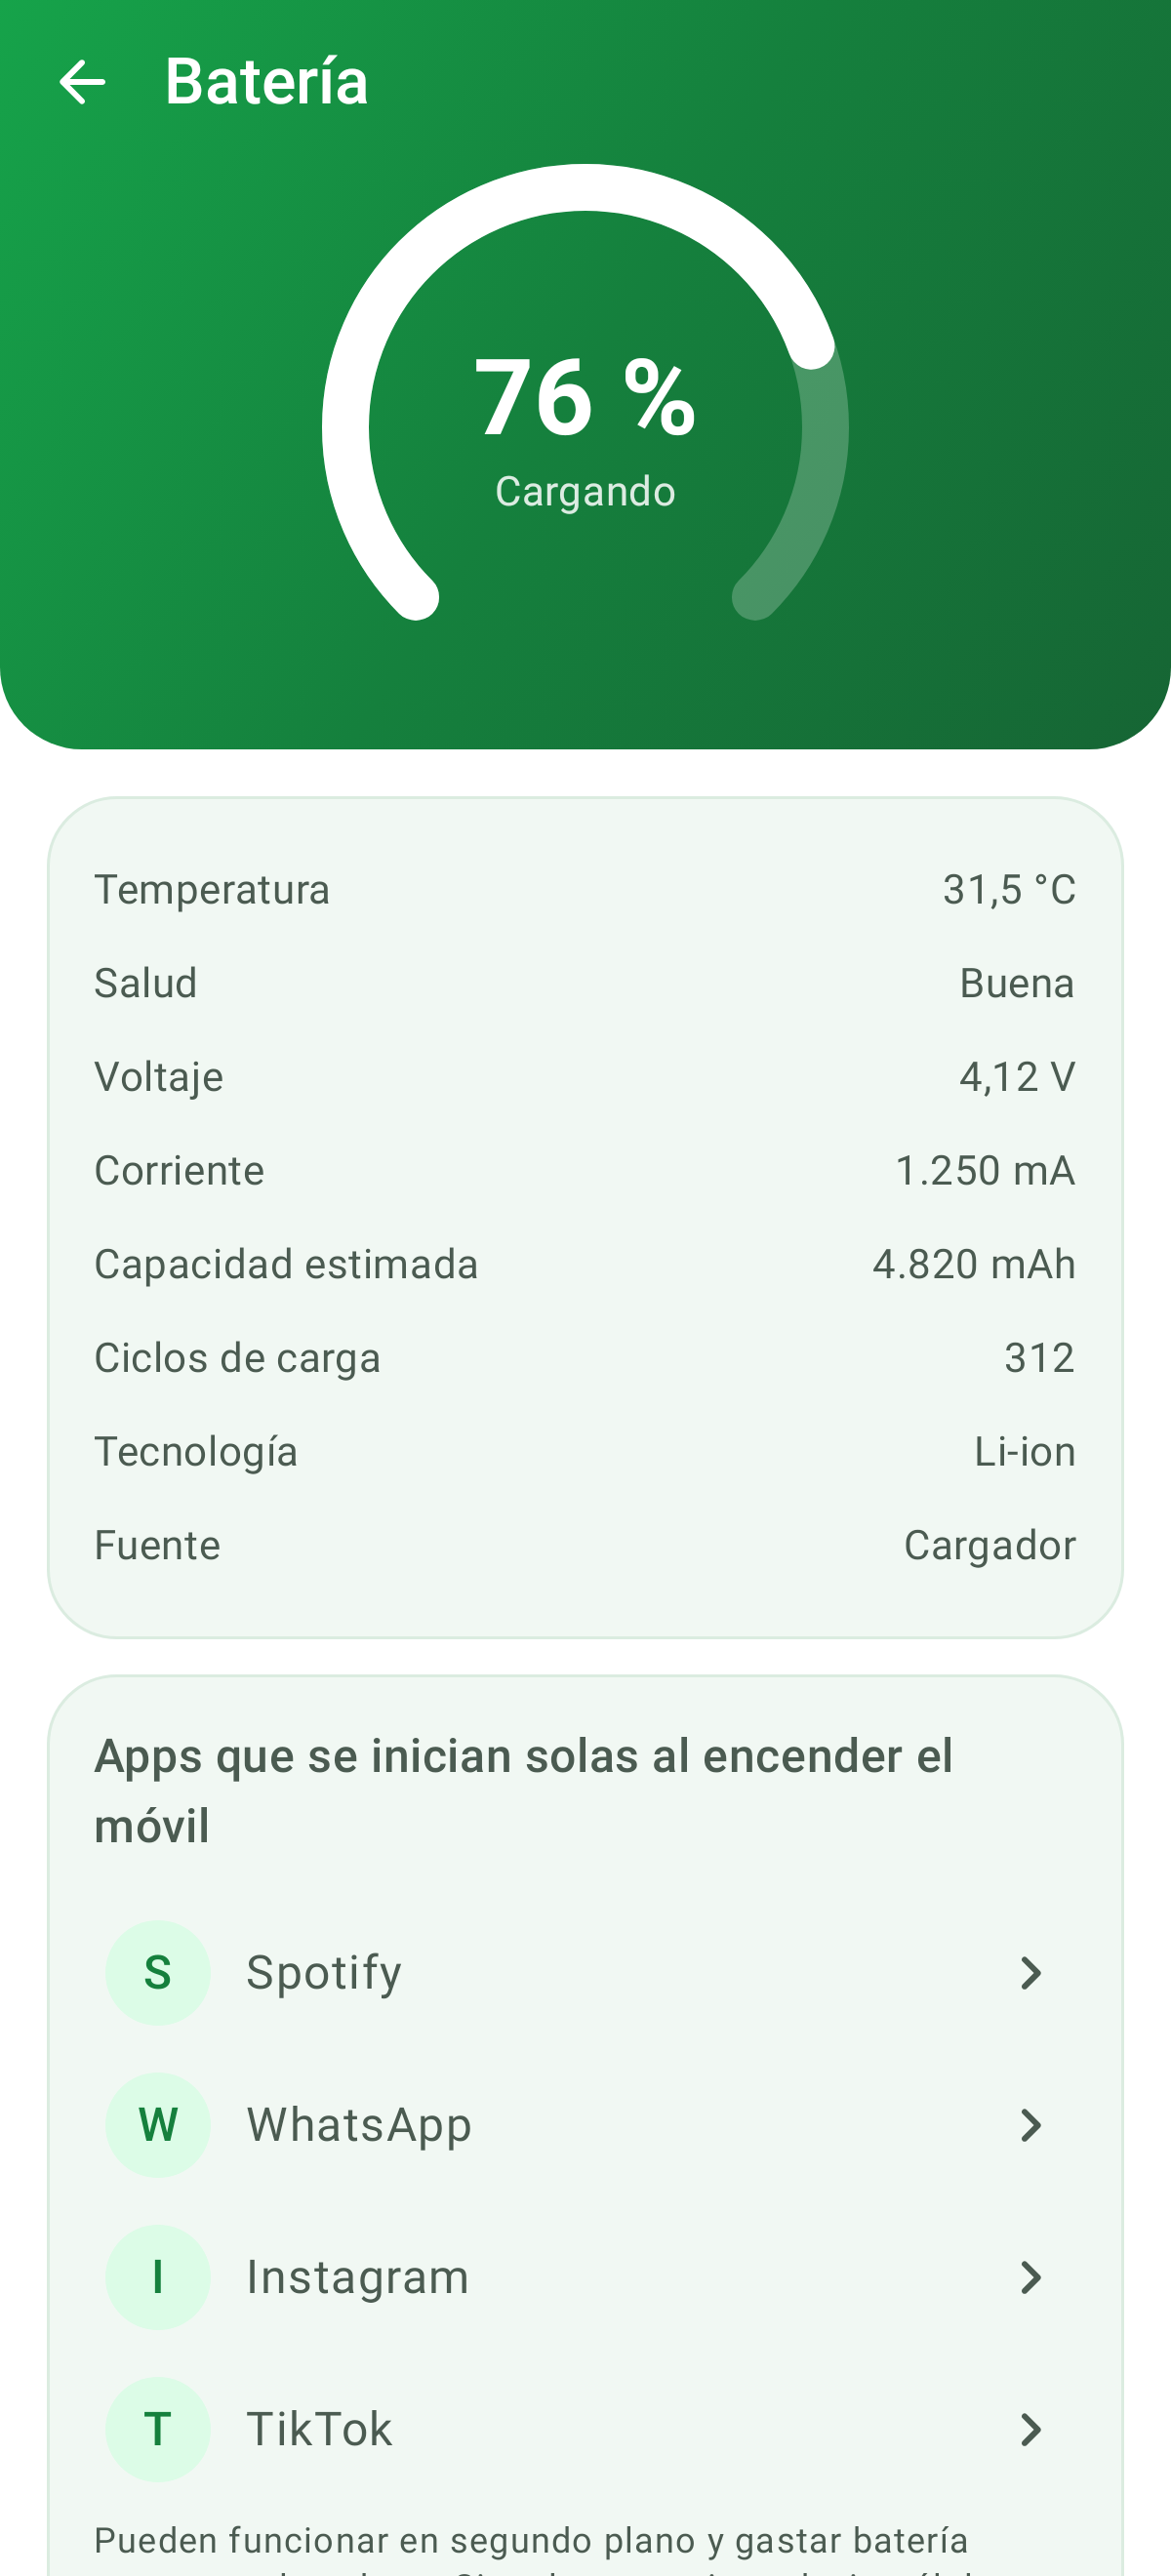 Batería
76 %
Cargando
Temperatura 31,5 °C
Salud Buena
Voltaje 4,12 V
Corriente 1.250 mA
Capacidad estimada 4.820 mAh
Ciclos de carga 312
Tecnología Li-ion
Fuente Cargador
Apps que se inician solas al encender el
móvil
S Spotify
W WhatsApp
I Instagram
T TikTok
Pueden funcionar en segundo plano y gastar batería